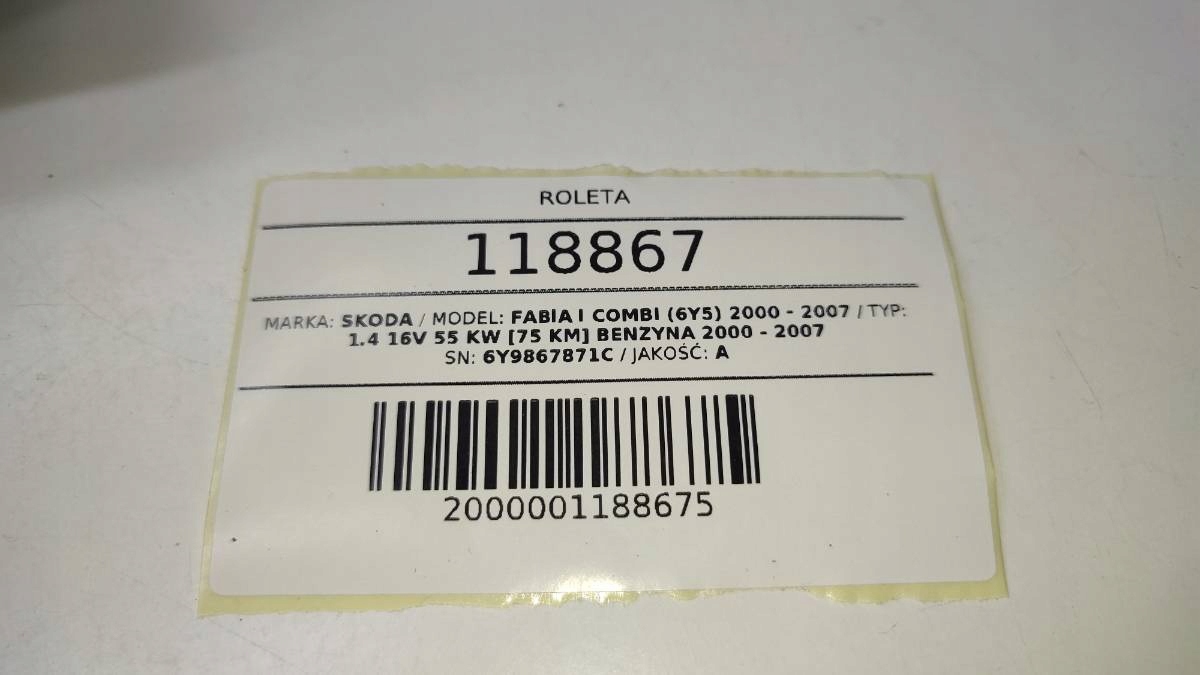 ROLETA
118867
MARKA: SKODA / MODEL: FABIA I COMBI (6Y5) 2000 - 2007 / TYP:
1.4 16V 55 KW [75 KM] BENZYNA 2000 - 2007
SN: 6Y9867871C / JAKOŚĆ: A
2000001188675